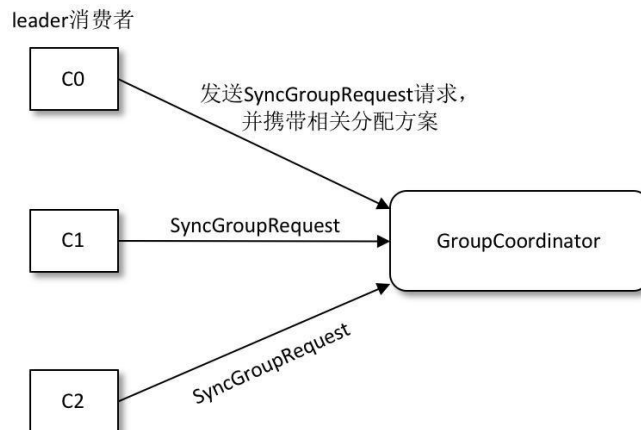 leader消费者
C0
发送SyncGroupRequest请求，
并携带相关分配方案
C1
SyncGroupRequest
GroupCoordinator
SyncGroupRequest
C2